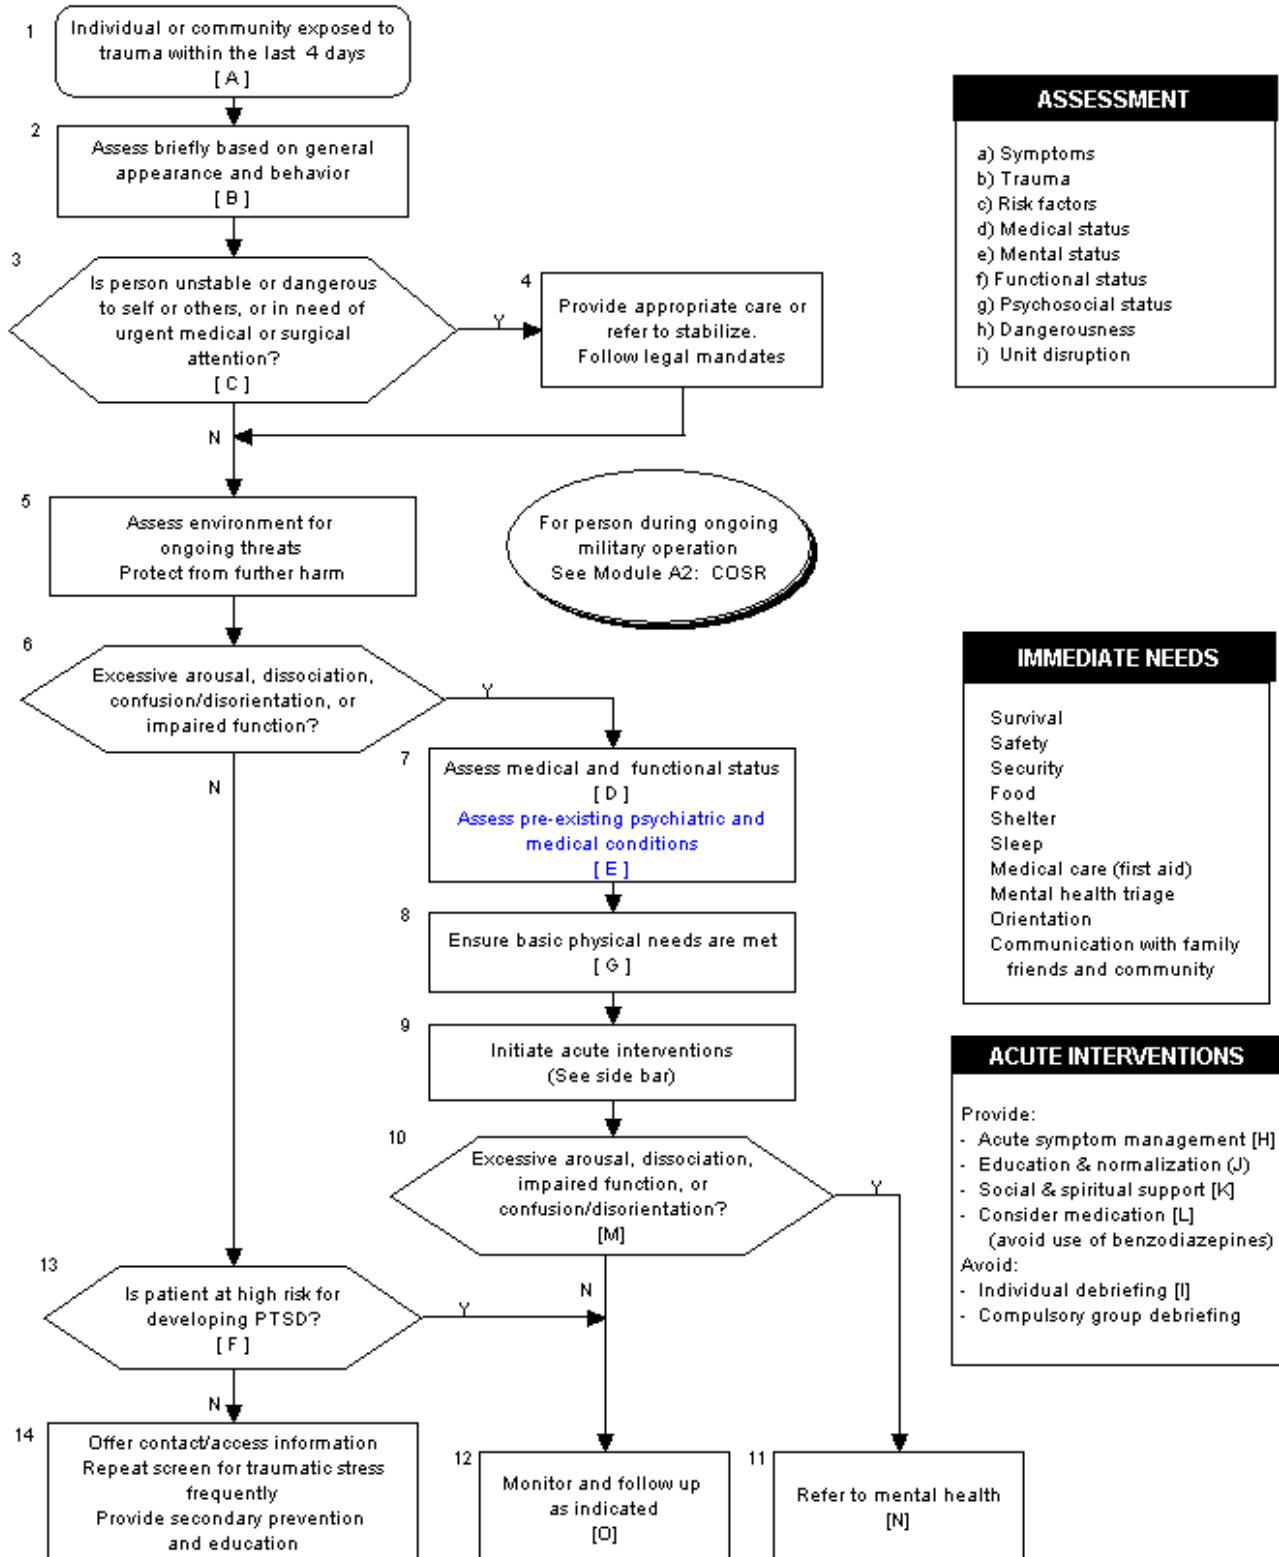 1
Individual or community exposed to
trauma within the last 4 days
[ A ]
2
Assess briefly based on general
appearance and behavior
[ B ]
3
Is person unstable or dangerous
to self or others, or in need of
urgent medical or surgical
attention?
[ C ]
Y
N
4
Provide appropriate care or
refer to stabilize.
Follow legal mandates
5
Assess environment for
ongoing threats
Protect from further harm
For person during ongoing
military operation
See Module A2: COSR
6
Excessive arousal, dissociation,
confusion/disorientation, or
impaired function?
Y
N
7
Assess medical and functional status
[ D ]
Assess pre-existing psychiatric and
medical conditions
[ E ]
8
Ensure basic physical needs are met
[ G ]
9
Initiate acute interventions
(See side bar)
10
Excessive arousal, dissociation,
impaired function, or
confusion/disorientation?
[M]
Y
N
13
Is patient at high risk for
developing PTSD?
[ F ]
Y
N
14
Offer contact/access information
Repeat screen for traumatic stress
frequently
Provide secondary prevention
and education
12
Monitor and follow up
as indicated
[O]
11
Refer to mental health
[N]
ASSESSMENT
a) Symptoms
b) Trauma
c) Risk factors
d) Medical status
e) Mental status
f) Functional status
g) Psychosocial status
h) Dangerousness
i) Unit disruption
IMMEDIATE NEEDS
Survival
Safety
Security
Food
Shelter
Sleep
Medical care (first aid)
Mental health triage
Orientation
Communication with family
friends and community
ACUTE INTERVENTIONS
Provide:
- Acute symptom management [H]
- Education & normalization (J)
- Social & spiritual support [K]
- Consider medication [L]
(avoid use of benzodiazepines)
Avoid:
- Individual debriefing [I]
- Compulsory group debriefing